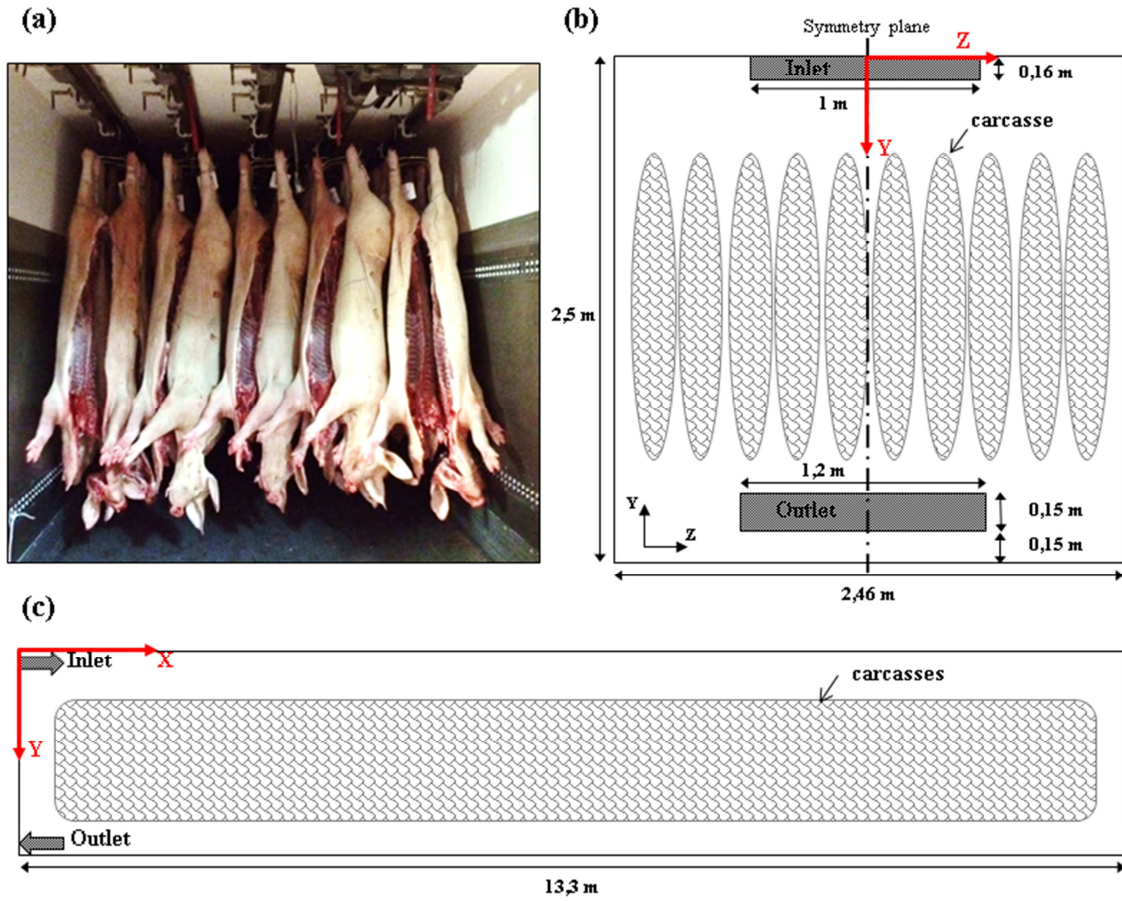 (a)
(b)
Symmetry plane
Z
Inlet
0,16 m
1 m
carcasse
Y
2,5 m
1,2 m
Outlet
0,15 m
Y
Z
0,15 m
2,46 m
(c)
Inlet
X
carcasses
Y
Outlet
13,3 m